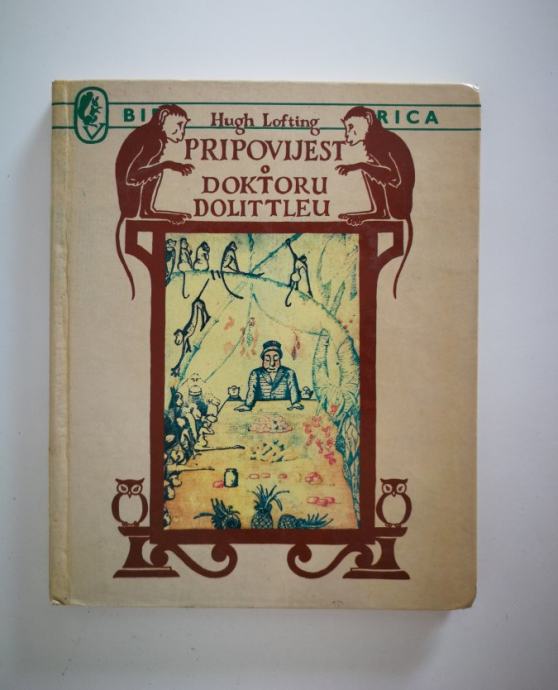 BI RICA
Hugh Lofting
PRIPOVIJEST
O
DOKTORU
DOLITTLEU